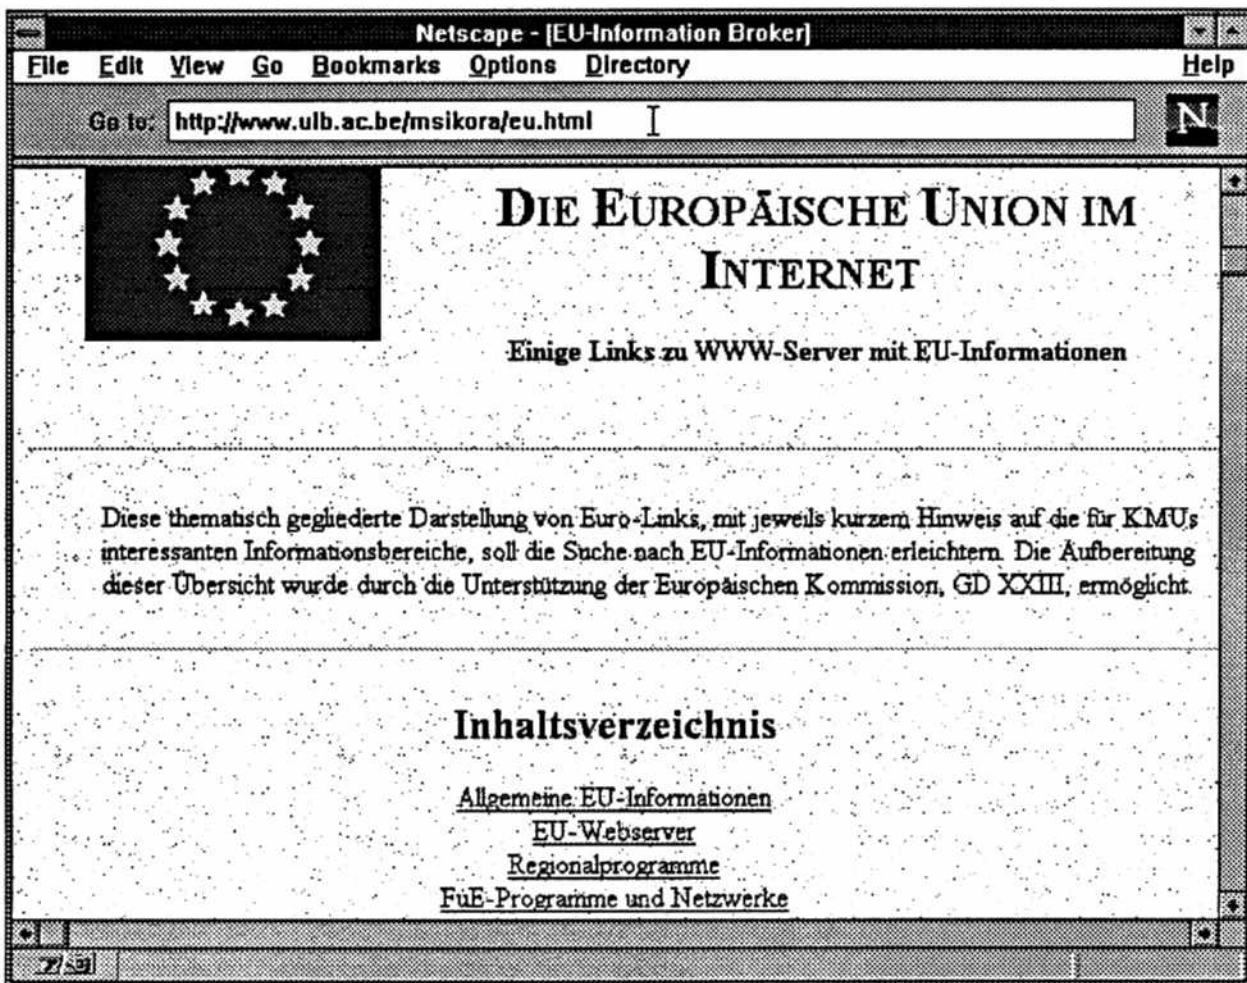 Netscape - [EU-Information Broker]
File Edit View Go Bookmarks Options Directory Help
Go to: http://www.ulb.ac.be/msikora/eu.html
N
DIE EUROPÄISCHE UNION IM
INTERNET
Einige Links zu WWW-Server mit EU-Informationen
Diese thematisch gegliederte Darstellung von Euro-Links, mit jeweils kurzem Hinweis auf die für KMUs
interessanten Informationsbereiche, soll die Suche nach EU-Informationen erleichtern. Die Aufbereitung
dieser Übersicht wurde durch die Unterstützung der Europäischen Kommission, GD XXIII, ermöglicht.
Inhaltsverzeichnis
Allgemeine EU-Informationen
EU-Webserver
Regionalprogramme
FuE-Programme und Netzwerke